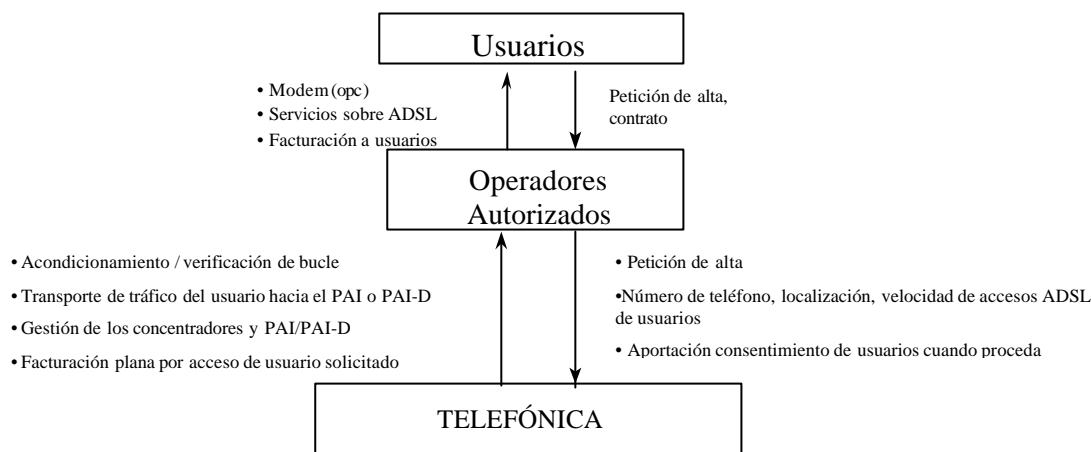 Usuarios
• Modem (opc)
• Servicios sobre ADSL
• Facturación a usuarios
Petición de alta,
contrato
Operadores
Autorizados
• Acondicionamiento / verificación de bucle
• Transporte de tráfico del usuario hacia el PAI o PAI-D
• Gestión de los concentradores y PAI/PAI-D
• Facturación plana por acceso de usuario solicitado
• Petición de alta
•Número de teléfono, localización, velocidad de accesos ADSL
de usuarios
• Aportación consentimiento de usuarios cuando proceda
TELEFÓNICA